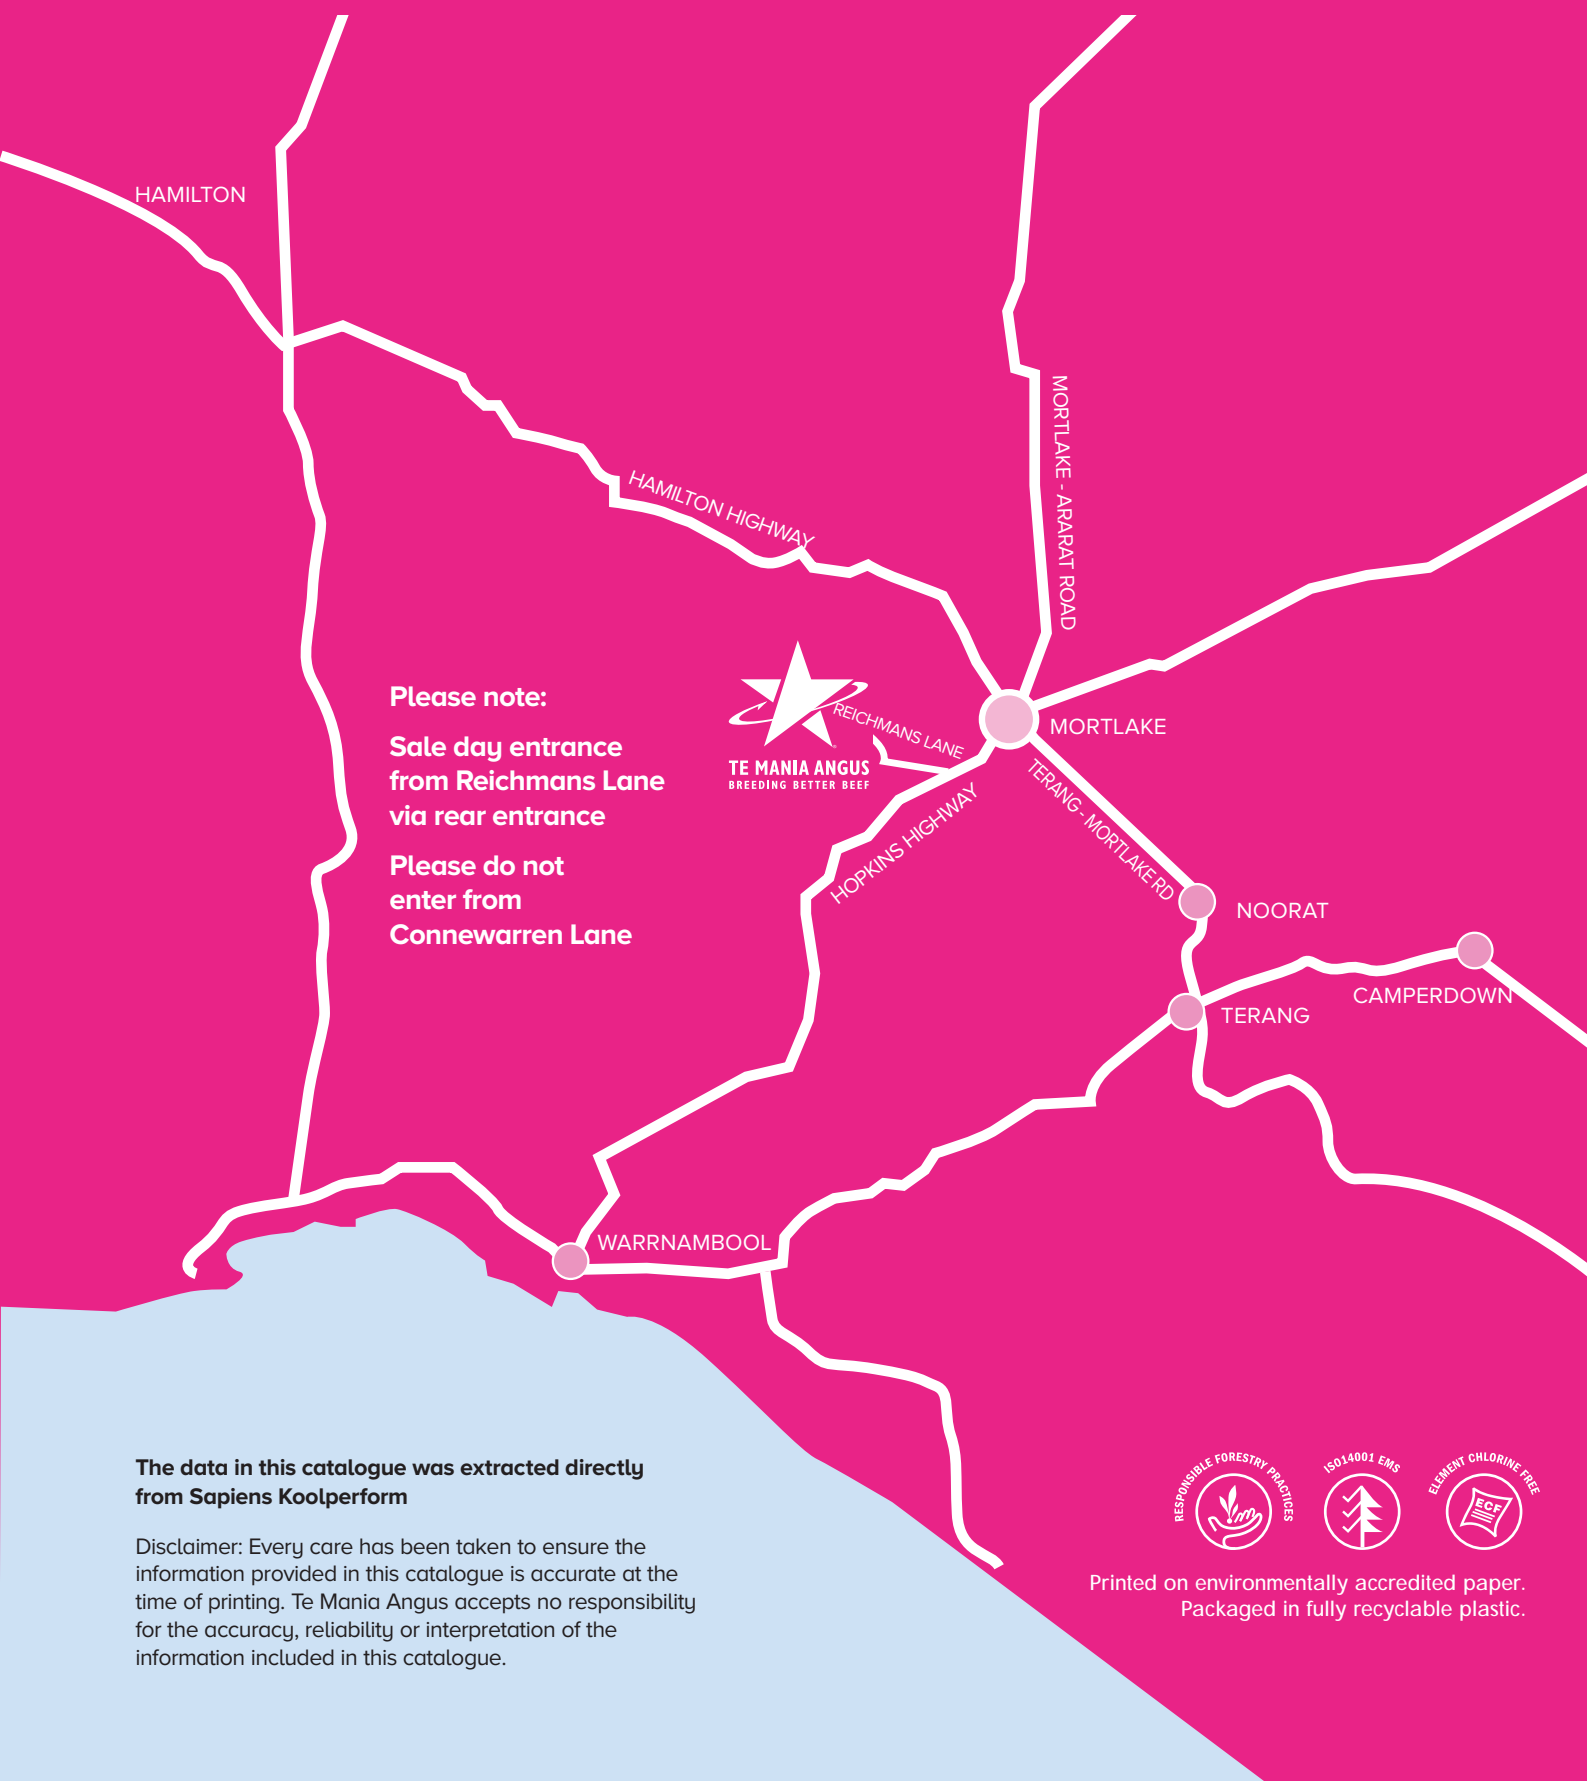 HAMILTON
HAMILTON HIGHWAY
MORTLAKE - ARARAT ROAD
Please note:
Sale day entrance
from Reichmans Lane
via rear entrance
Please do not
enter from
Connewarren Lane
REICHMANS LANE
TE MANIA ANGUS
BREEDING BETTER BEEF
MORTLAKE
HOPKINS HIGHWAY
TERANG - MORTLAKE RD
NOORAT
CAMPERDOWN
TERANG
WARRNAMBOOL
The data in this catalogue was extracted directly
from Sapiens Koolperform
Disclaimer: Every care has been taken to ensure the
information provided in this catalogue is accurate at the
time of printing. Te Mania Angus accepts no responsibility
for the accuracy, reliability or interpretation of the
information included in this catalogue.
RESPONSIBLE FORESTRY PRACTICES
ISO14001 EMS
ELEMENT CHLORINE FREE
ECF
Printed on environmentally accredited paper.
Packaged in fully recyclable plastic.